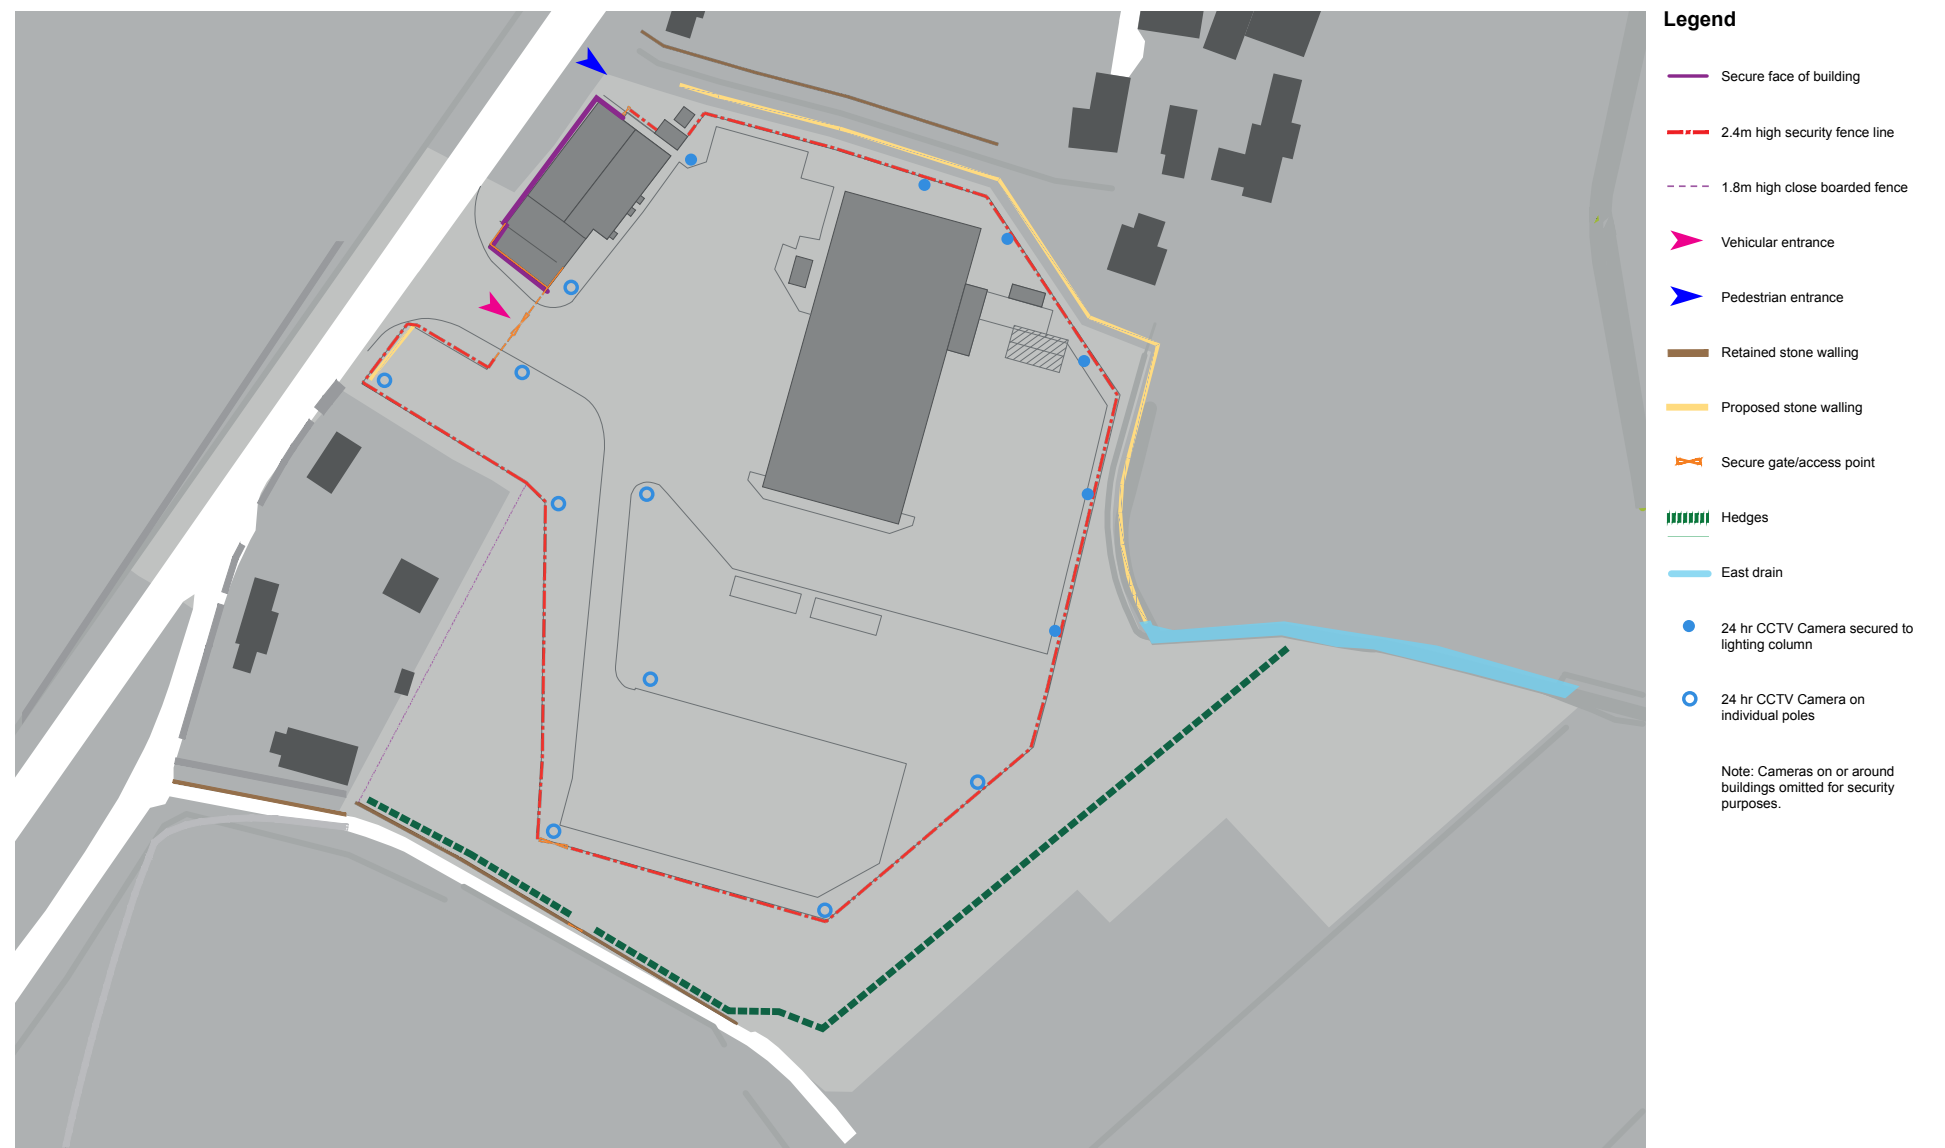 Legend
Secure face of building
2.4m high security fence line
1.8m high close boarded fence
Vehicular entrance
Pedestrian entrance
Retained stone walling
Proposed stone walling
Secure gate/access point
Hedges
East drain
24 hr CCTV Camera secured to
lighting column
24 hr CCTV Camera on
individual poles
Note: Cameras on or around
buildings omitted for security
purposes.